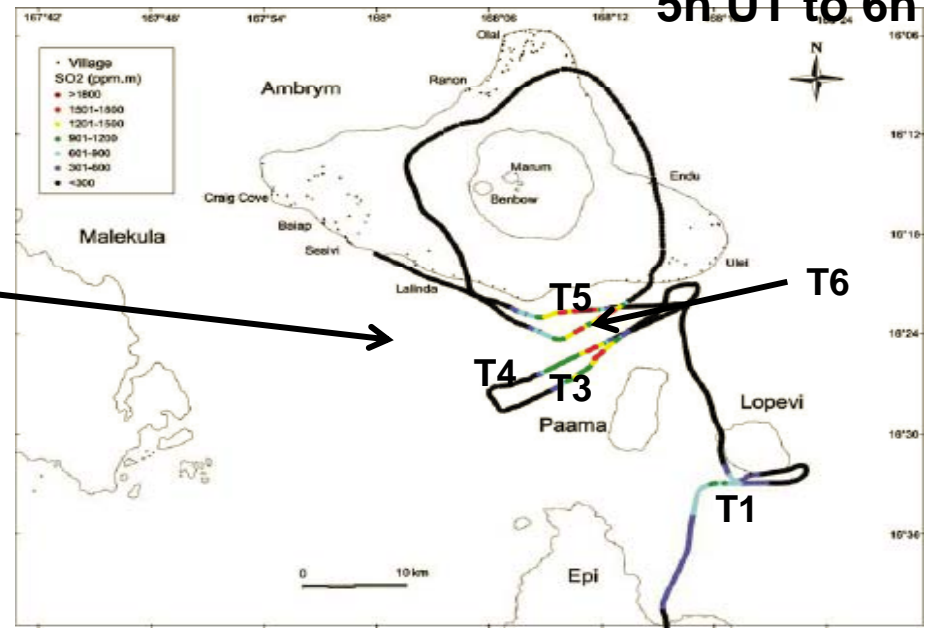 5h UT to 6h
167°42'
167°48'
167°54'
168°
168°06'
168°12'
24
16°06'
Olal
N
Village
SO2 (ppm.m)
>1800
1501-1800
1201-1500
901-1200
601-900
301-600
<300
Ranon
Ambrym
16°12'
Marum
Endu
Craig Cove
Benbow
Baiap
16°18'
Malekula
Sesivi
Ulei
Lalinda
T5
T6
16°24'
T4
T3
Paama
Lopevi
16°30'
T1
16°36'
0
10 km
Epi